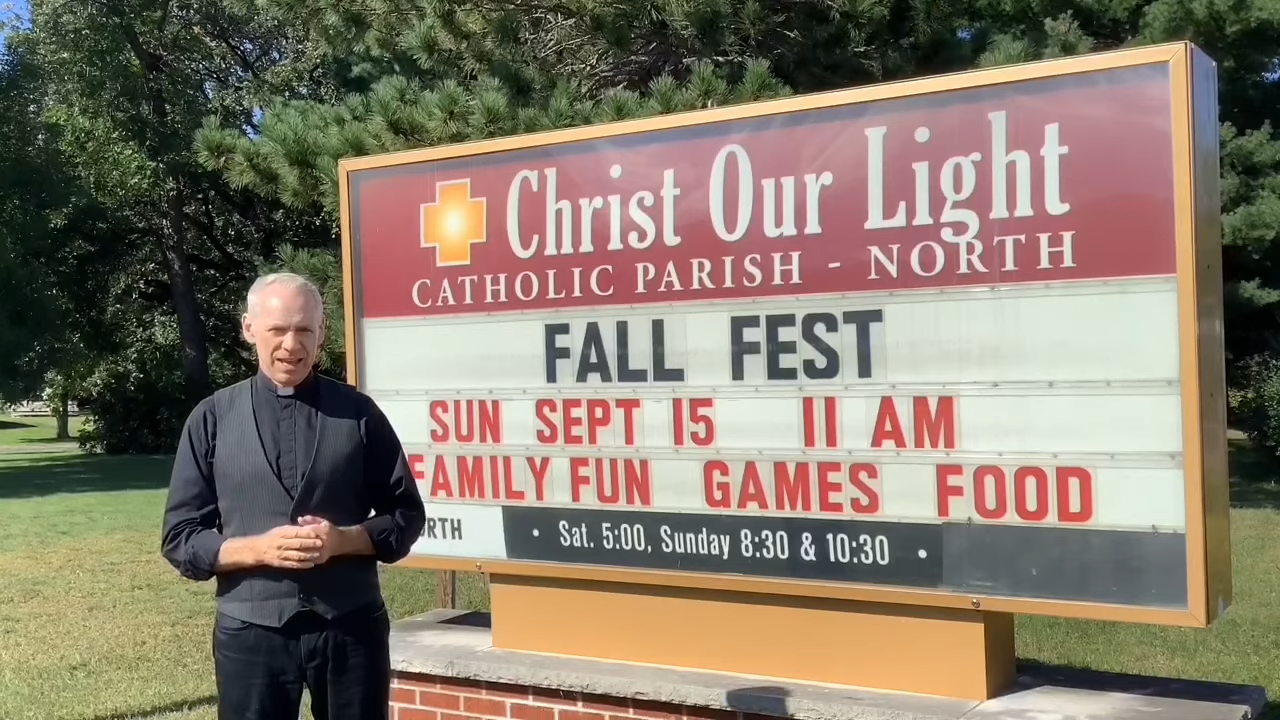 Christ Our Light
CATHOLIC PARISH - NORTH
FALL FEST
SUN SEPT 15 11 AM
FAMILY FUN GAMES FOOD
• Sat. 5:00, Sunday 8:30 & 10:30 •